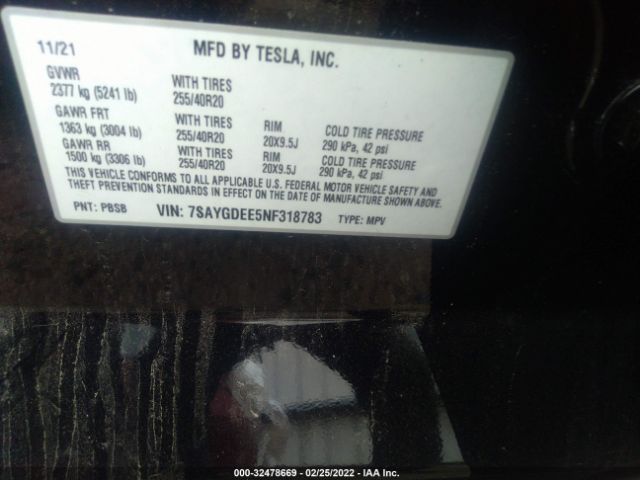 11/21 MFD BY TESLA, INC.
GVWR
2377 kg (5241 lb) WITH TIRES 255/40R20
GAWR FRT
1363 kg (3004 lb) WITH TIRES 255/40R20 RIM 20X9.5J COLD TIRE PRESSURE 290 kPa, 42 psi
GAWR RR
1500 kg (3306 lb) WITH TIRES 255/40R20 RIM 20X9.5J COLD TIRE PRESSURE 290 kPa, 42 psi
THIS VEHICLE CONFORMS TO ALL APPLICABLE U.S. FEDERAL MOTOR VEHICLE SAFETY AND
THEFT PREVENTION STANDARDS IN EFFECT ON THE DATE OF MANUFACTURE SHOWN ABOVE.
PNT: PBSB VIN: 7SAYGDEE5NF318783 TYPE: MPV
000-32478669 - 02/25/2022 - IAA Inc.